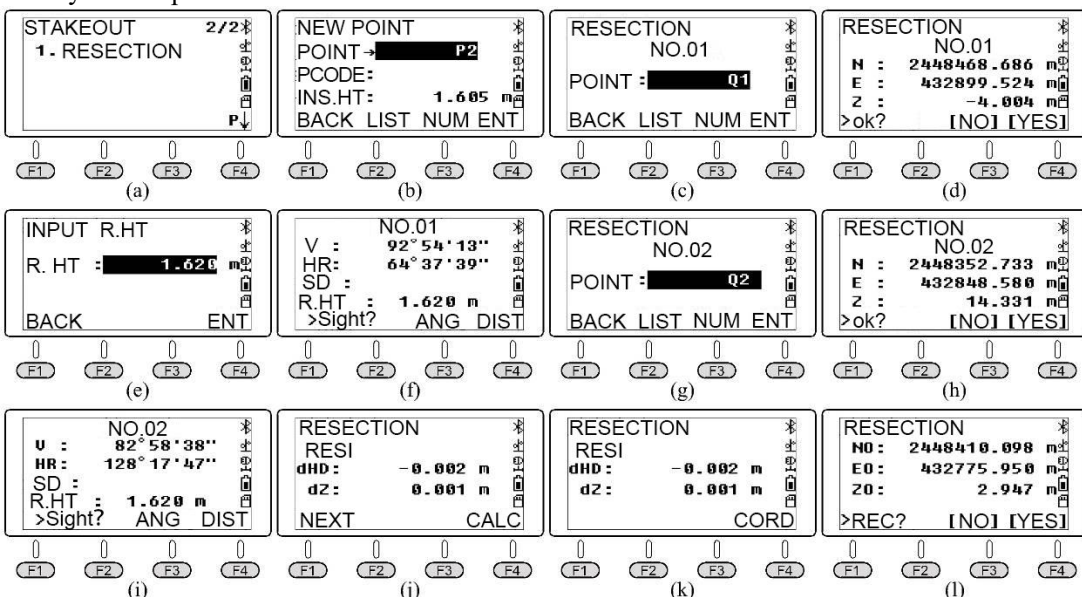 STAKEOUT 2/2
1. RESECTION
P↓
F1 F2 F3 F4
(a)
NEW POINT
POINT→ P2
PCODE:
INS.HT: 1.605 m
BACK LIST NUM ENT
F1 F2 F3 F4
(b)
RESECTION
NO.01
POINT : Q1
BACK LIST NUM ENT
F1 F2 F3 F4
(c)
RESECTION
NO.01
N : 2448468.686 m
E : 432899.524 m
Z : -4.004 m
>ok? [NO] [YES]
F1 F2 F3 F4
(d)
INPUT R.HT
R. HT : 1.620 m
BACK ENT
F1 F2 F3 F4
(e)
NO.01
V : 92°54'13"
HR: 64°37'39"
SD :
R.HT : 1.620 m
>Sight? ANG DIST
F1 F2 F3 F4
(f)
RESECTION
NO.02
POINT : Q2
BACK LIST NUM ENT
F1 F2 F3 F4
(g)
RESECTION
NO.02
N : 2448352.733 m
E : 432848.580 m
Z : 14.331 m
>ok? [NO] [YES]
F1 F2 F3 F4
(h)
NO.02
V : 82°58'38"
HR: 128°17'47"
SD :
R.HT : 1.620 m
>Sight? ANG DIST
F1 F2 F3 F4
(i)
RESECTION
RESI
dHD: -0.002 m
dZ: 0.001 m
NEXT CALC
F1 F2 F3 F4
(j)
RESECTION
RESI
dHD: -0.002 m
dZ: 0.001 m
CORD
F1 F2 F3 F4
(k)
RESECTION
N0: 2448410.098 m
E0: 432775.950 m
Z0: 2.947 m
>REC? [NO] [YES]
F1 F2 F3 F4
(l)